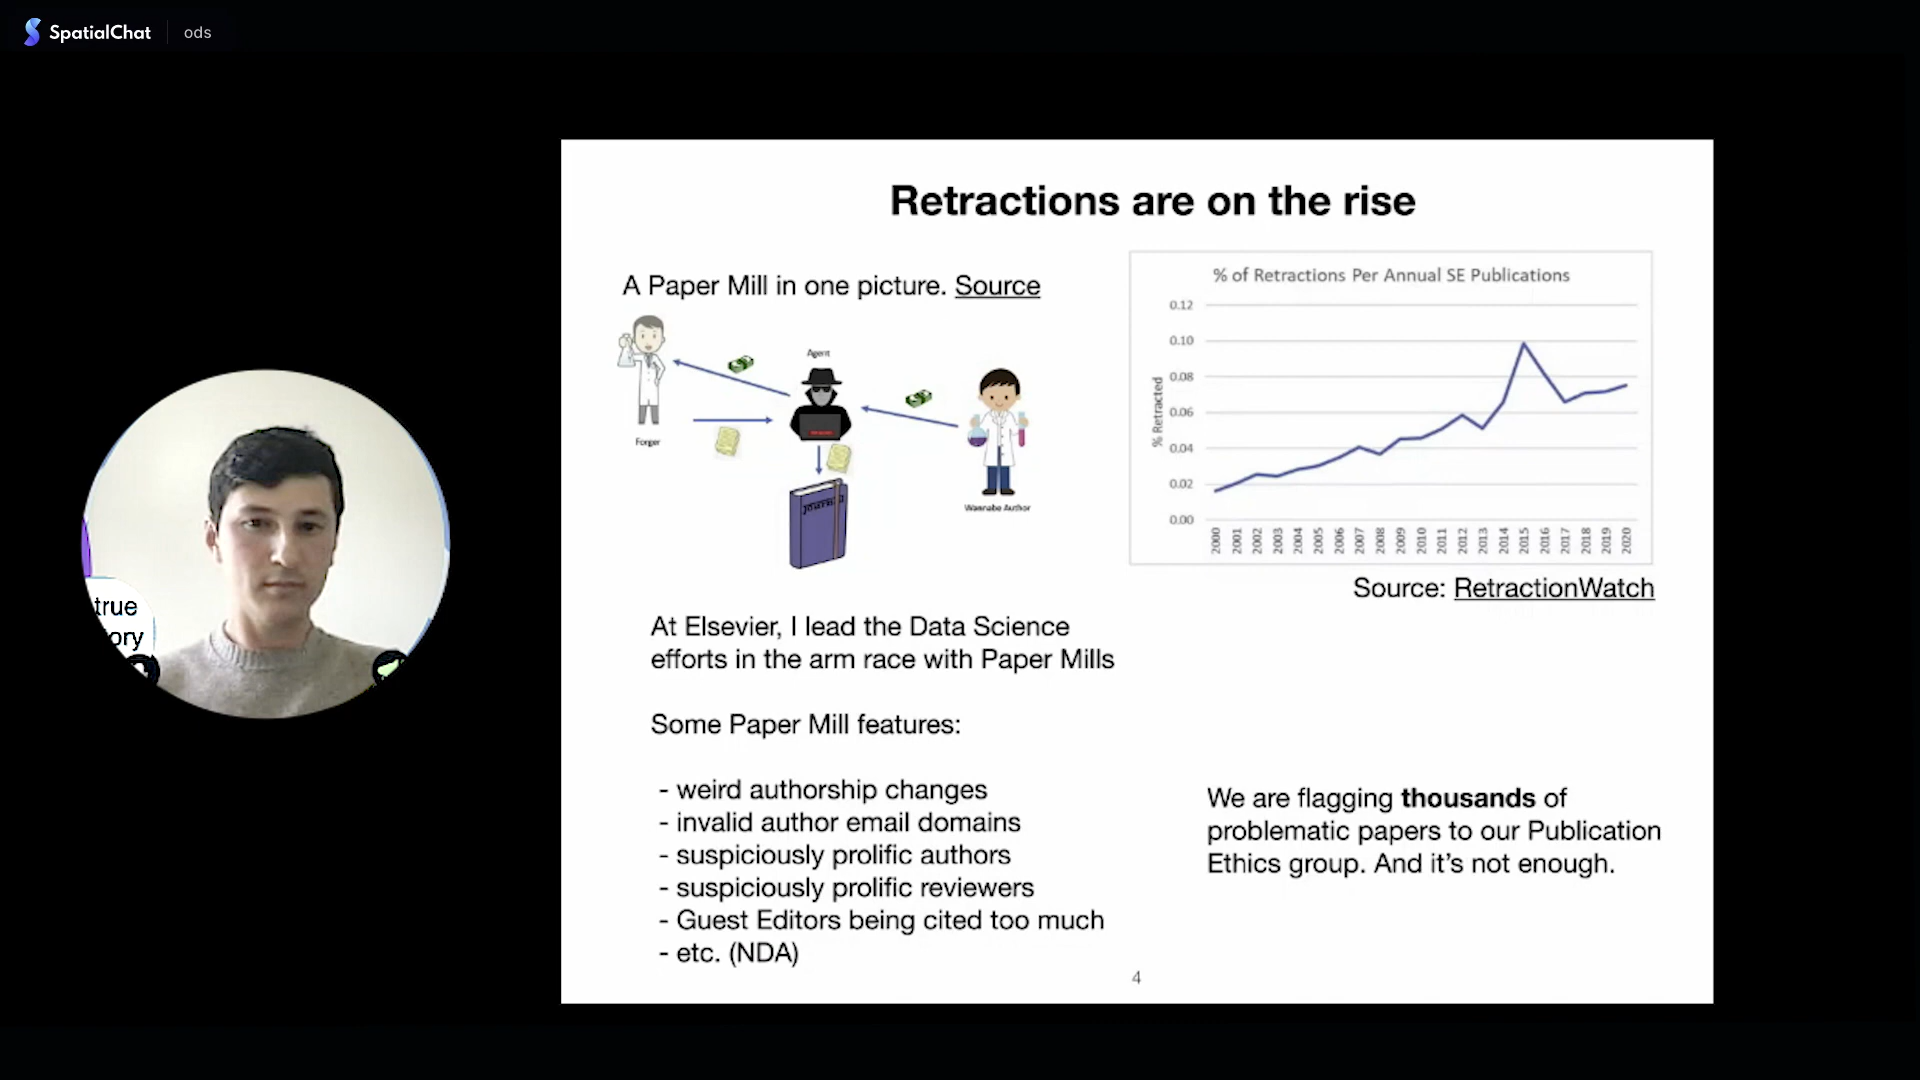 SpatialChat ods
Retractions are on the rise
A Paper Mill in one picture. Source
Agent
Forger
Journal
Wannabe Author
% of Retractions Per Annual SE Publications
% Retracted
0.12
0.10
0.08
0.06
0.04
0.02
0.00
2000 2001 2002 2003 2004 2005 2006 2007 2008 2009 2010 2011 2012 2013 2014 2015 2016 2017 2018 2019 2020
Source: RetractionWatch
true
ory
At Elsevier, I lead the Data Science
efforts in the arm race with Paper Mills
Some Paper Mill features:
- weird authorship changes
- invalid author email domains
- suspiciously prolific authors
- suspiciously prolific reviewers
- Guest Editors being cited too much
- etc. (NDA)
We are flagging thousands of
problematic papers to our Publication
Ethics group. And it's not enough.
4